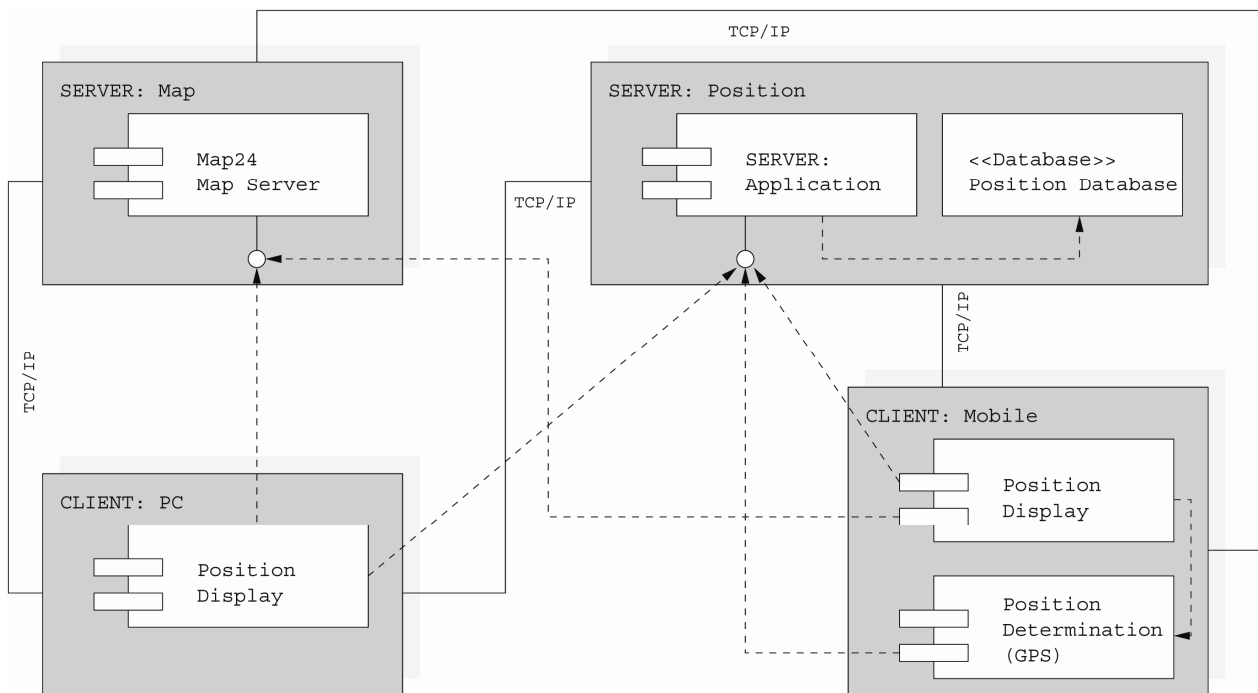 TCP/IP
SERVER: Map
Map24
Map Server
SERVER: Position
SERVER:
Application
<<Database>>
Position Database
TCP/IP
TCP/IP
TCP/IP
CLIENT: PC
Position
Display
CLIENT: Mobile
Position
Display
Position
Determination
(GPS)